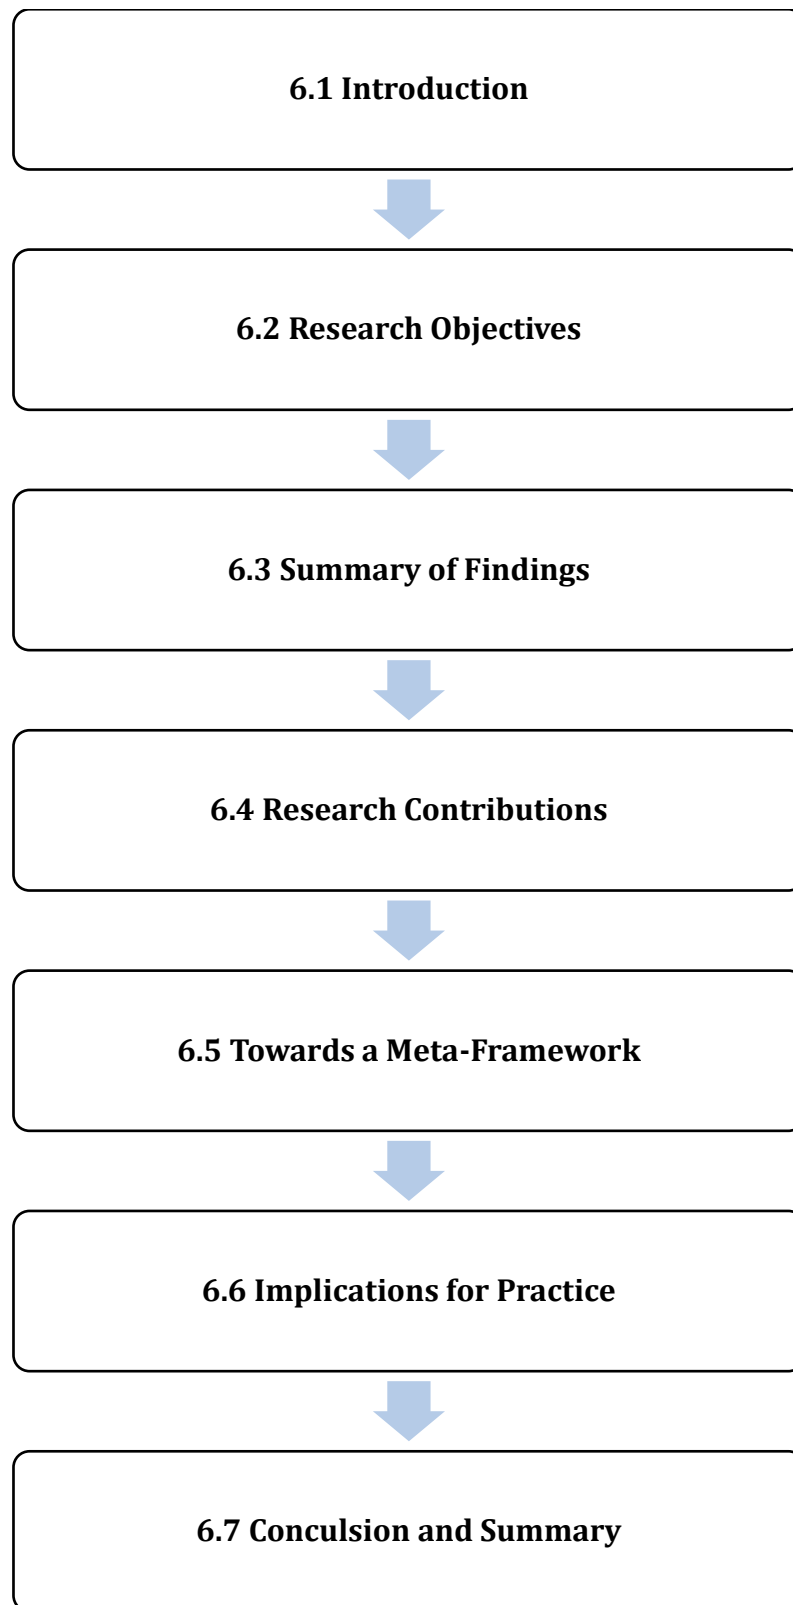 6.1 Introduction
6.2 Research Objectives
6.3 Summary of Findings
6.4 Research Contributions
6.5 Towards a Meta-Framework
6.6 Implications for Practice
6.7 Conculsion and Summary